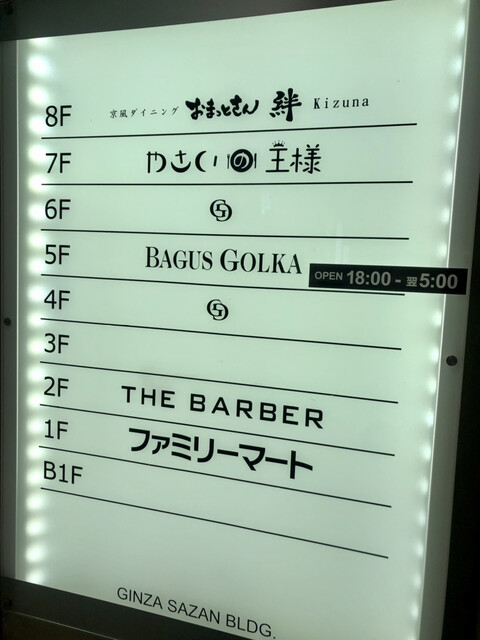 8F 京風ダイニング おまっとさん 絆 Kizuna
7F やさいの王様
6F
5F BAGUS GOLKA
OPEN 18:00 - 翌5:00
4F
3F
2F THE BARBER
1F ファミリーマート
B1F
GINZA SAZAN BLDG.